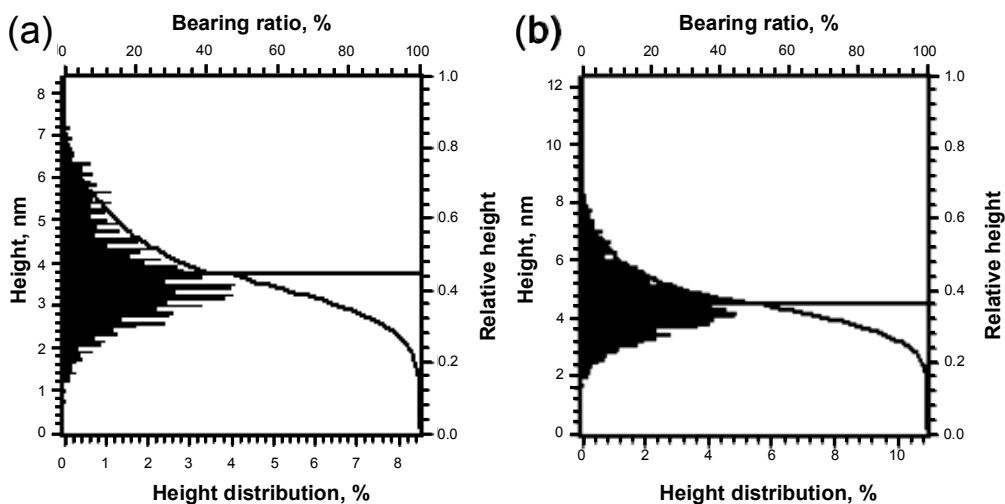 (a)
Bearing ratio, %
0 20 40 60 80 100
Height, nm
8
7
6
5
4
3
2
1
0
1.0
0.8
0.6
0.4
0.2
0.0
Relative height
0 1 2 3 4 5 6 7 8
Height distribution, %
(b)
Bearing ratio, %
0 20 40 60 80 100
Height, nm
12
10
8
6
4
2
0
1.0
0.8
0.6
0.4
0.2
0.0
Relative height
0 2 4 6 8 10
Height distribution, %